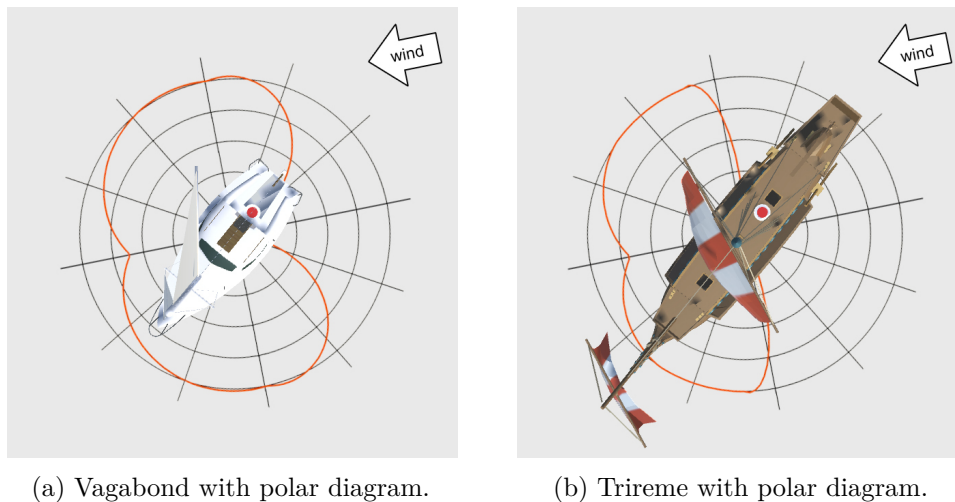 wind
wind
(a) Vagabond with polar diagram.
(b) Trireme with polar diagram.